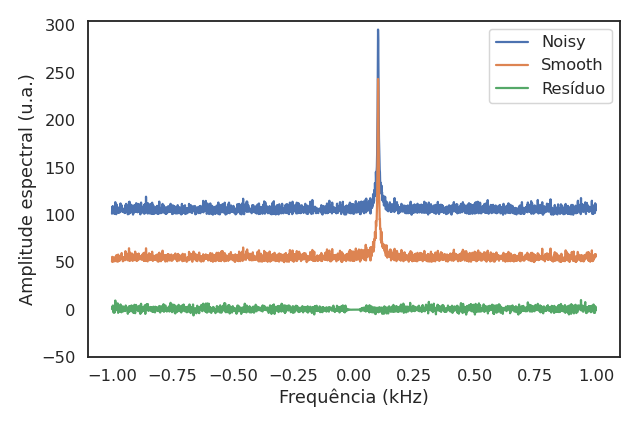 Amplitude espectral (u.a.)
300
250
200
150
100
50
0
−50
Noisy
Smooth
Resíduo
−1.00 −0.75 −0.50 −0.25 0.00 0.25 0.50 0.75 1.00
Frequência (kHz)